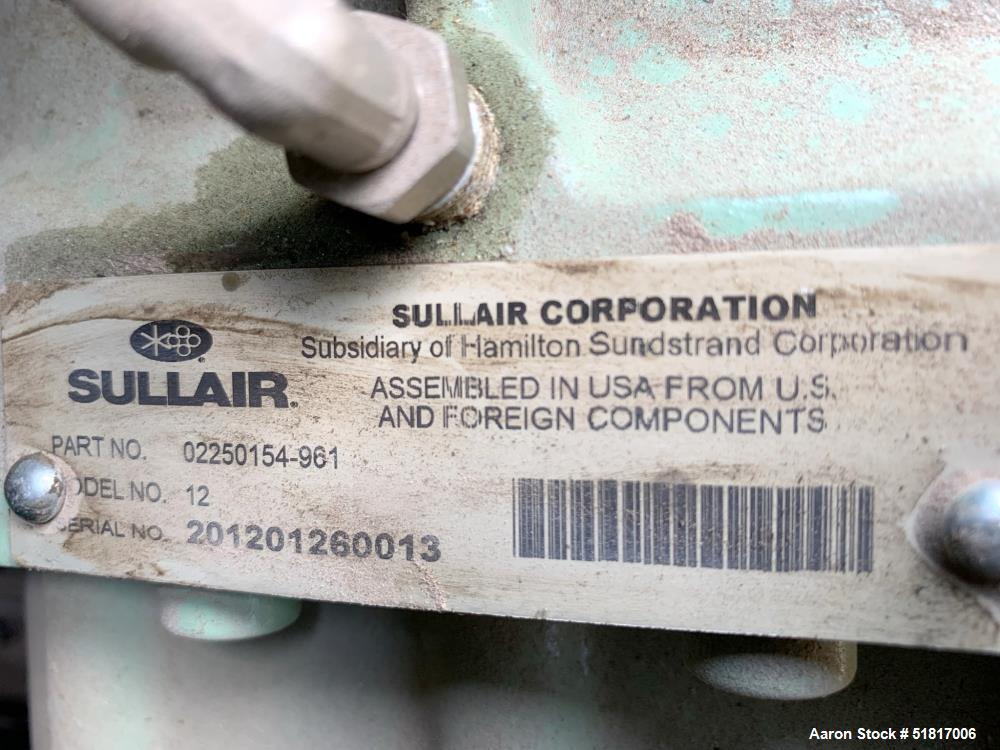 SULLAIR CORPORATION
Subsidiary of Hamilton Sundstrand Corporation
SULLAIR.
ASSEMBLED IN USA FROM U.S.
AND FOREIGN COMPONENTS
PART NO. 02250154-961
ODEL NO. 12
SERIAL NO. 201201260013
Aaron Stock # 51817006